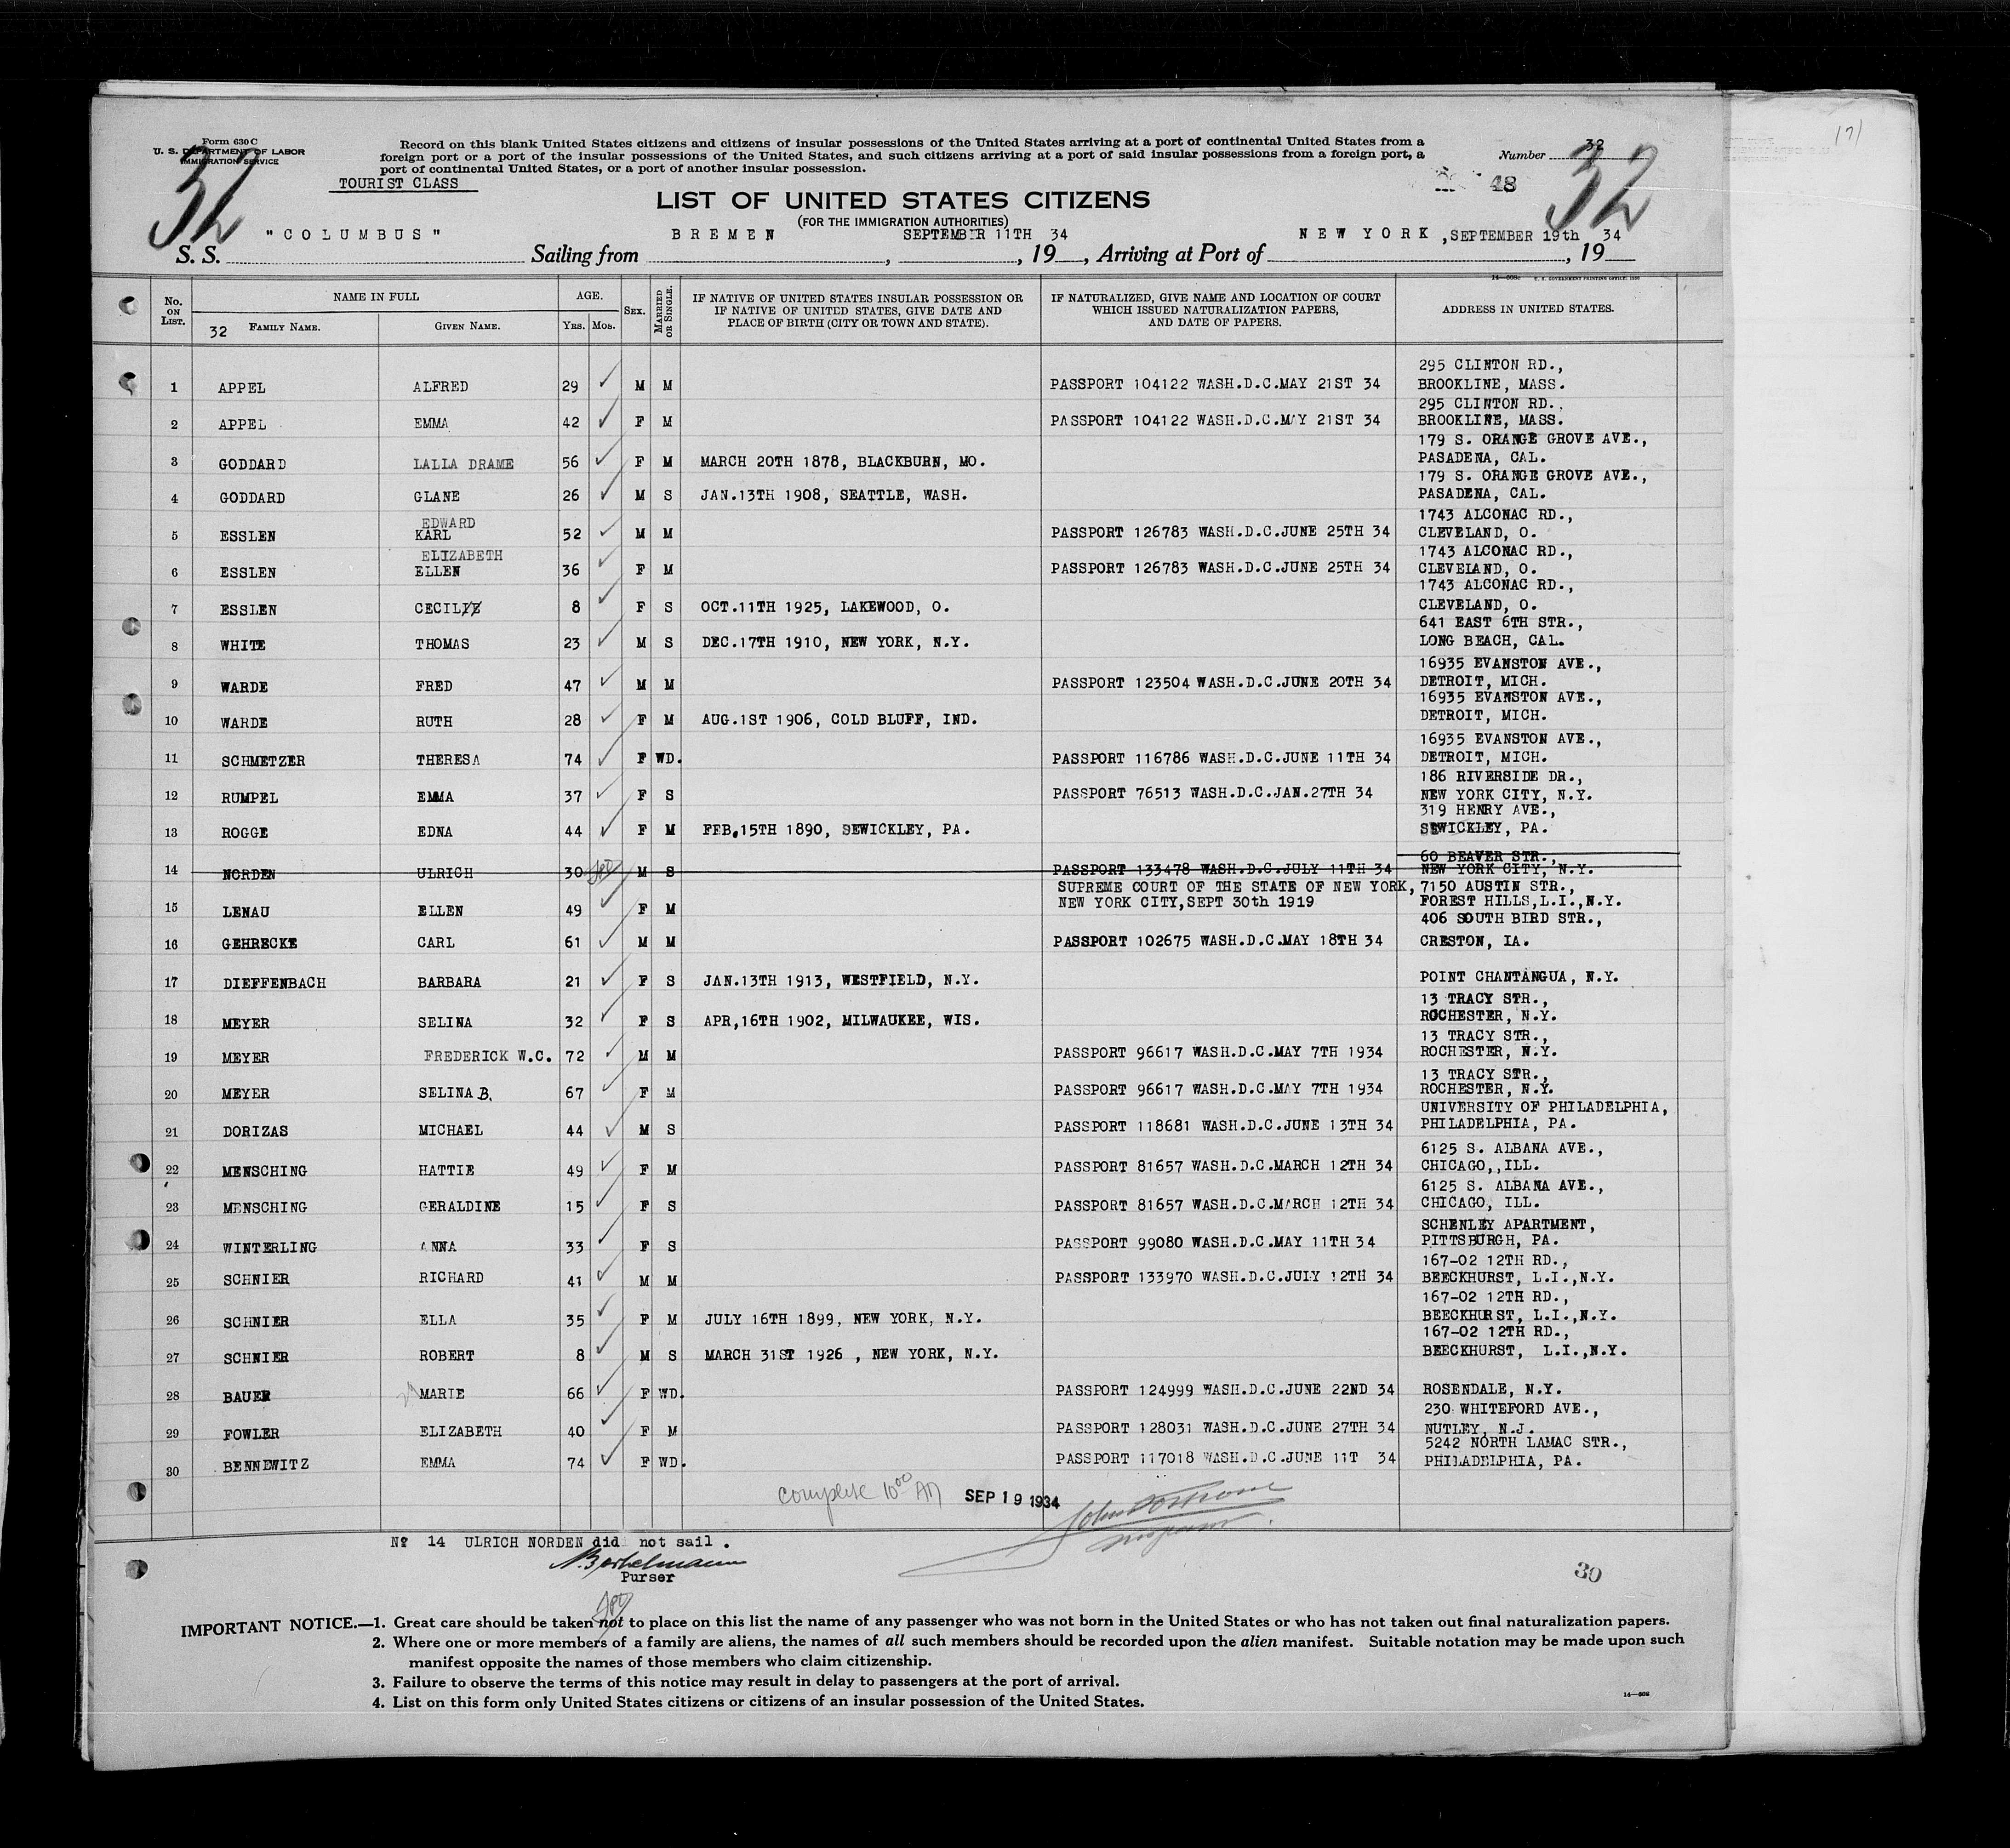 Form 630 C
U. S. DEPARTMENT OF LABOR
IMMIGRATION SERVICE
Record on this blank United States citizens and citizens of insular possessions of the United States arriving at a port of continental United States from a
foreign port or a port of the insular possessions of the United States, and such citizens arriving at a port of said insular possessions from a foreign port, a
port of continental United States, or a port of another insular possession.
Number 32
TOURIST CLASS
48
32
32
171
LIST OF UNITED STATES CITIZENS
(FOR THE IMMIGRATION AUTHORITIES)
S. S. "COLUMBUS" Sailing from BREMEN, SEPTEMBER 11TH, 19 34, Arriving at Port of NEW YORK, SEPTEMBER 19th, 19 34
No. ON LIST. NAME IN FULL AGE. SEX. MARRIED OR SINGLE. IF NATIVE OF UNITED STATES INSULAR POSSESSION OR IF NATIVE OF UNITED STATES, GIVE DATE AND PLACE OF BIRTH (CITY OR TOWN AND STATE). IF NATURALIZED, GIVE NAME AND LOCATION OF COURT WHICH ISSUED NATURALIZATION PAPERS, AND DATE OF PAPERS. ADDRESS IN UNITED STATES.
32 FAMILY NAME. GIVEN NAME. YRS. MOS.
1 APPEL ALFRED 29 M M PASSPORT 104122 WASH.D.C.MAY 21ST 34 295 CLINTON RD., BROOKLINE, MASS.
2 APPEL EMMA 42 F M PASSPORT 104122 WASH.D.C.MAY 21ST 34 295 CLINTON RD., BROOKLINE, MASS.
3 GODDARD LALLA DRAME 56 F M MARCH 20TH 1878, BLACKBURN, MO. 179 S. ORANGE GROVE AVE., PASADENA, CAL.
4 GODDARD GLANE 26 M S JAN.13TH 1908, SEATTLE, WASH. 179 S. ORANGE GROVE AVE., PASADENA, CAL.
5 ESSLEN EDWARD KARL 52 M M PASSPORT 126783 WASH.D.C.JUNE 25TH 34 1743 ALCONAC RD., CLEVELAND, O.
6 ESSLEN ELIZABETH ELLEN 36 F M PASSPORT 126783 WASH.D.C.JUNE 25TH 34 1743 ALCONAC RD., CLEVELAND, O.
7 ESSLEN CECILIE 8 F S OCT.11TH 1925, LAKEWOOD, O. 1743 ALCONAC RD., CLEVELAND, O.
8 WHITE THOMAS 23 M S DEC.17TH 1910, NEW YORK, N.Y. 641 EAST 6TH STR., LONG BEACH, CAL.
9 WARDE FRED 47 M M PASSPORT 123504 WASH.D.C.JUNE 20TH 34 16935 EVANSTON AVE., DETROIT, MICH.
10 WARDE RUTH 28 F M AUG.1ST 1906, COLD BLUFF, IND. 16935 EVANSTON AVE., DETROIT, MICH.
11 SCHMETZER THERESA 74 F WD. PASSPORT 116786 WASH.D.C.JUNE 11TH 34 16935 EVANSTON AVE., DETROIT, MICH.
12 RUMPEL EMMA 37 F S PASSPORT 76513 WASH.D.C.JAN.27TH 34 186 RIVERSIDE DR., NEW YORK CITY, N.Y.
13 ROGGE EDNA 44 F M FEB.15TH 1890, SEWICKLEY, PA. 319 HENRY AVE., SEWICKLEY, PA.
14 NORDEN ULRICH 30 M S PASSPORT 133478 WASH.D.C.JULY 11TH 34 60 BEAVER STR., NEW YORK CITY, N.Y.
15 LENAU ELLEN 49 F M SUPREME COURT OF THE STATE OF NEW YORK, NEW YORK CITY,SEPT 30th 1919 7150 AUSTIN STR., FOREST HILLS,L.I.,N.Y.
16 GEHRECKE CARL 61 M M PASSPORT 102675 WASH.D.C.MAY 18TH 34 406 SOUTH BIRD STR., CRESTON, IA.
17 DIEFFENBACH BARBARA 21 F S JAN.13TH 1913, WESTFIELD, N.Y. POINT CHANTANGUA, N.Y.
18 MEYER SELINA 32 F S APR,16TH 1902, MILWAUKEE, WIS. 13 TRACY STR., ROCHESTER, N.Y.
19 MEYER FREDERICK W.C. 72 M M PASSPORT 96617 WASH.D.C.MAY 7TH 1934 13 TRACY STR., ROCHESTER, N.Y.
20 MEYER SELINA B. 67 F M PASSPORT 96617 WASH.D.C.MAY 7TH 1934 13 TRACY STR., ROCHESTER, N.Y.
21 DORIZAS MICHAEL 44 M S PASSPORT 118681 WASH.D.C.JUNE 13TH 34 UNIVERSITY OF PHILADELPHIA, PHILADELPHIA, PA.
22 MENSCHING HATTIE 49 F M PASSPORT 81657 WASH.D.C.MARCH 12TH 34 6125 S. ALBANA AVE., CHICAGO,,ILL.
23 MENSCHING GERALDINE 15 F S PASSPORT 81657 WASH.D.C.MARCH 12TH 34 6125 S. ALBANA AVE., CHICAGO, ILL.
24 WINTERLING ANNA 33 F S PASSPORT 99080 WASH.D.C.MAY 11TH 34 SCHENLEY APARTMENT, PITTSBURGH, PA.
25 SCHNIER RICHARD 41 M M PASSPORT 133970 WASH.D.C.JULY 12TH 34 167-02 12TH RD., BEECKHURST, L.I.,N.Y.
26 SCHNIER ELLA 35 F M JULY 16TH 1899, NEW YORK, N.Y. 167-02 12TH RD., BEECKHURST, L.I.,N.Y.
27 SCHNIER ROBERT 8 M S MARCH 31ST 1926 , NEW YORK, N.Y. 167-02 12TH RD., BEECKHURST, L.I.,N.Y.
28 BAUER MARIE 66 F WD. PASSPORT 124999 WASH.D.C.JUNE 22ND 34 ROSENDALE, N.Y.
29 FOWLER ELIZABETH 40 F M PASSPORT 128031 WASH.D.C.JUNE 27TH 34 230 WHITEFORD AVE., NUTLEY, N.J.
30 BENNEWITZ EMMA 74 F WD. PASSPORT 117018 WASH.D.C.JUNE 11T 34 5242 NORTH LAMAC STR., PHILADELPHIA, PA.
complete 10 00 AM SEP 19 1934
Nº 14 ULRICH NORDEN did not sail .
Purser
30
IMPORTANT NOTICE.—1. Great care should be taken not to place on this list the name of any passenger who was not born in the United States or who has not taken out final naturalization papers.
2. Where one or more members of a family are aliens, the names of all such members should be recorded upon the alien manifest. Suitable notation may be made upon such
manifest opposite the names of those members who claim citizenship.
3. Failure to observe the terms of this notice may result in delay to passengers at the port of arrival.
4. List on this form only United States citizens or citizens of an insular possession of the United States.